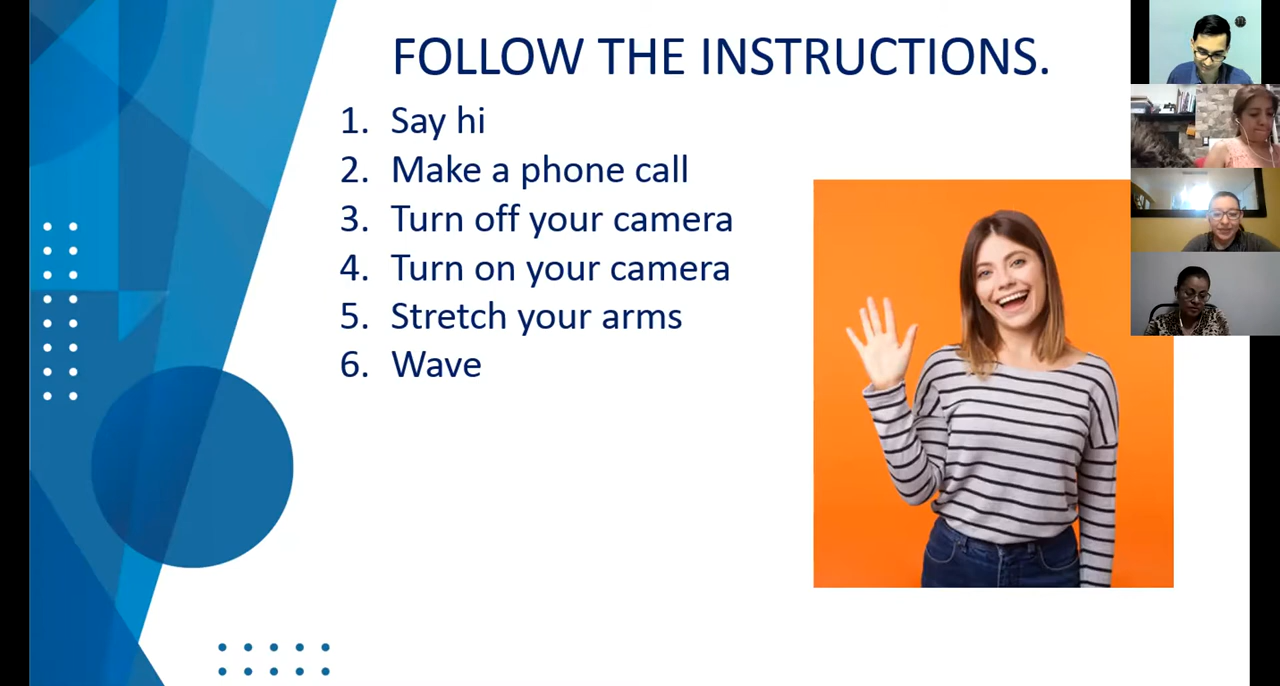 FOLLOW THE INSTRUCTIONS.
1. Say hi
2. Make a phone call
3. Turn off your camera
4. Turn on your camera
5. Stretch your arms
6. Wave